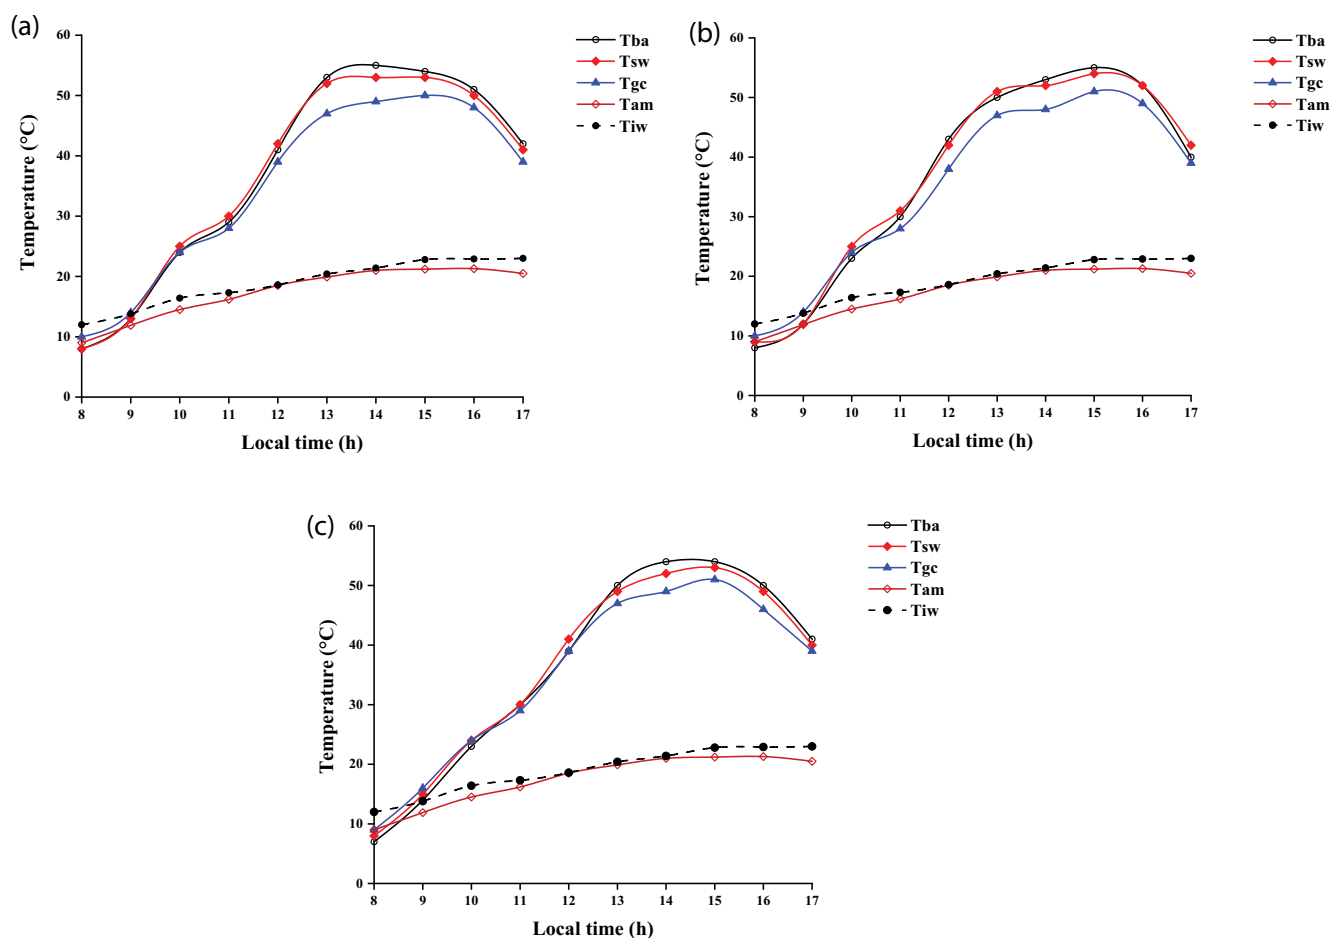 (a)
Temperature (°C)
60
50
40
30
20
10
0
8 9 10 11 12 13 14 15 16 17
Local time (h)
Tba
Tsw
Tgc
Tam
Tiw
(b)
Temperature (°C)
60
50
40
30
20
10
0
8 9 10 11 12 13 14 15 16 17
Local time (h)
Tba
Tsw
Tgc
Tam
Tiw
(c)
Temperature (°C)
60
50
40
30
20
10
0
8 9 10 11 12 13 14 15 16 17
Local time (h)
Tba
Tsw
Tgc
Tam
Tiw